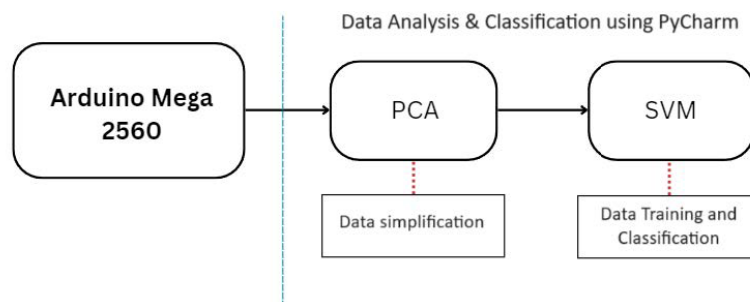 Data Analysis & Classification using PyCharm
Arduino Mega
2560
PCA
SVM
Data simplification
Data Training and
Classification